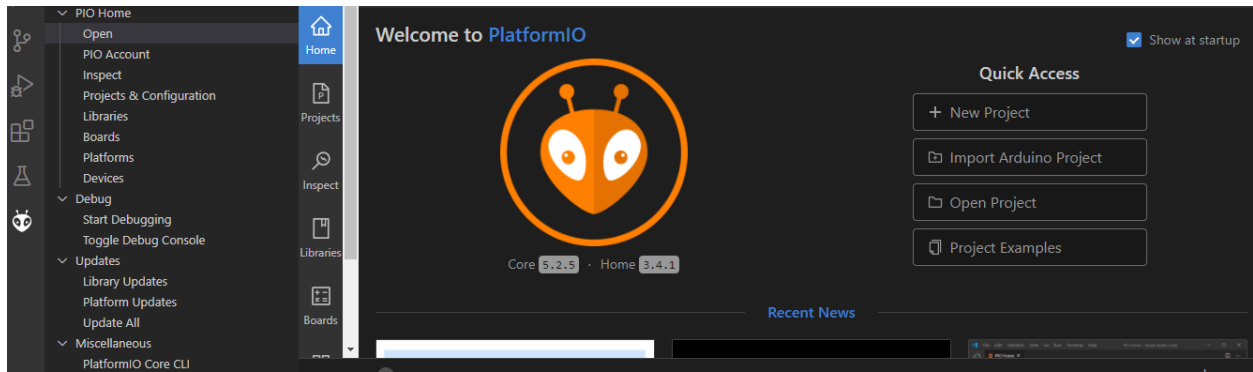 PIO Home
Open
PIO Account
Inspect
Projects & Configuration
Libraries
Boards
Platforms
Devices
Debug
Start Debugging
Toggle Debug Console
Updates
Library Updates
Platform Updates
Update All
Miscellaneous
PlatformIO Core CLI
Home
Projects
Inspect
Libraries
Boards
Welcome to PlatformIO
Show at startup
Core 5.2.5 · Home 3.4.1
Quick Access
New Project
Import Arduino Project
Open Project
Project Examples
Recent News